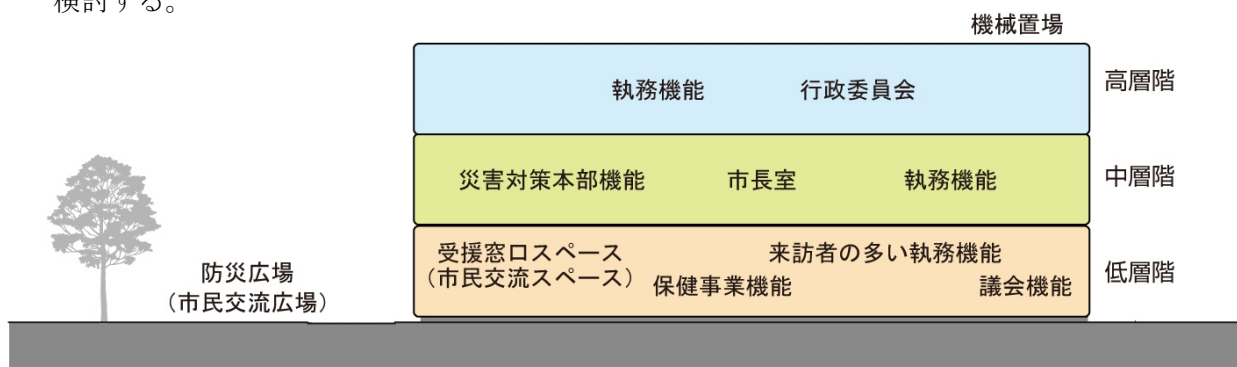 検討する。
機械置場
執務機能
行政委員会
高層階
災害対策本部機能
市長室
執務機能
中層階
受援窓口スペース
(市民交流スペース)
来訪者の多い執務機能
保健事業機能
議会機能
低層階
防災広場
(市民交流広場)